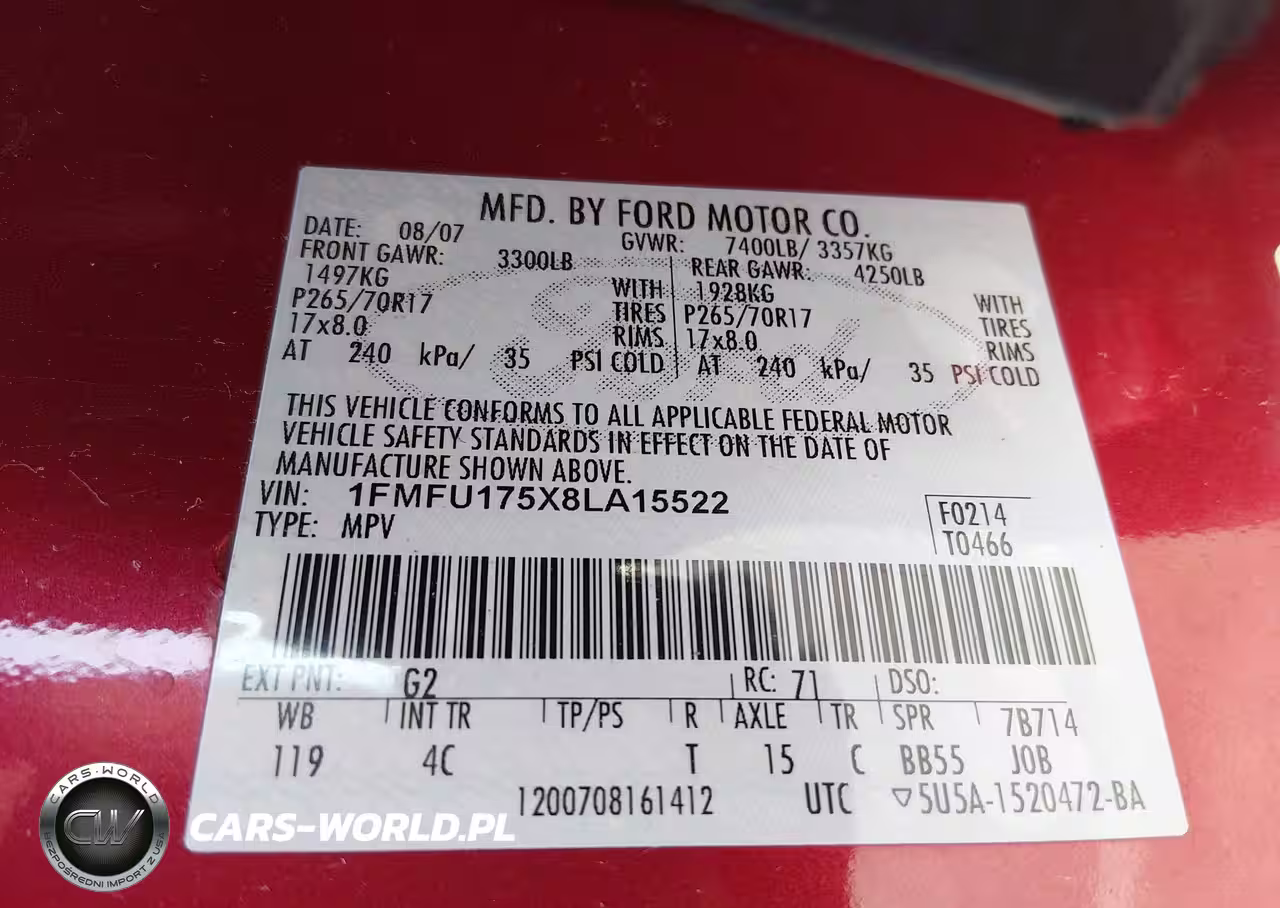 MFD. BY FORD MOTOR CO.
DATE: 08/07 GVWR: 7400LB/ 3357KG
FRONT GAWR: 3300LB REAR GAWR: 4250LB
1497KG WITH 1928KG WITH
P265/70R17 TIRES P265/70R17 TIRES
17x8.0 RIMS 17x8.0 RIMS
AT 240 kPa/ 35 PSI COLD AT 240 kPa/ 35 PSI COLD
THIS VEHICLE CONFORMS TO ALL APPLICABLE FEDERAL MOTOR
VEHICLE SAFETY STANDARDS IN EFFECT ON THE DATE OF
MANUFACTURE SHOWN ABOVE.
VIN: 1FMFU175X8LA15522
TYPE: MPV
F0214
T0466
EXT PNT: G2 RC: 71 DSO:
WB INT TR TP/PS R AXLE TR SPR 7B714
119 4C T 15 C BB55 JOB
1200708161412 UTC ▽5U5A-1520472-BA
CARS-WORLD
CW
BEZPOŚREDNI IMPORT Z USA
CARS-WORLD.PL